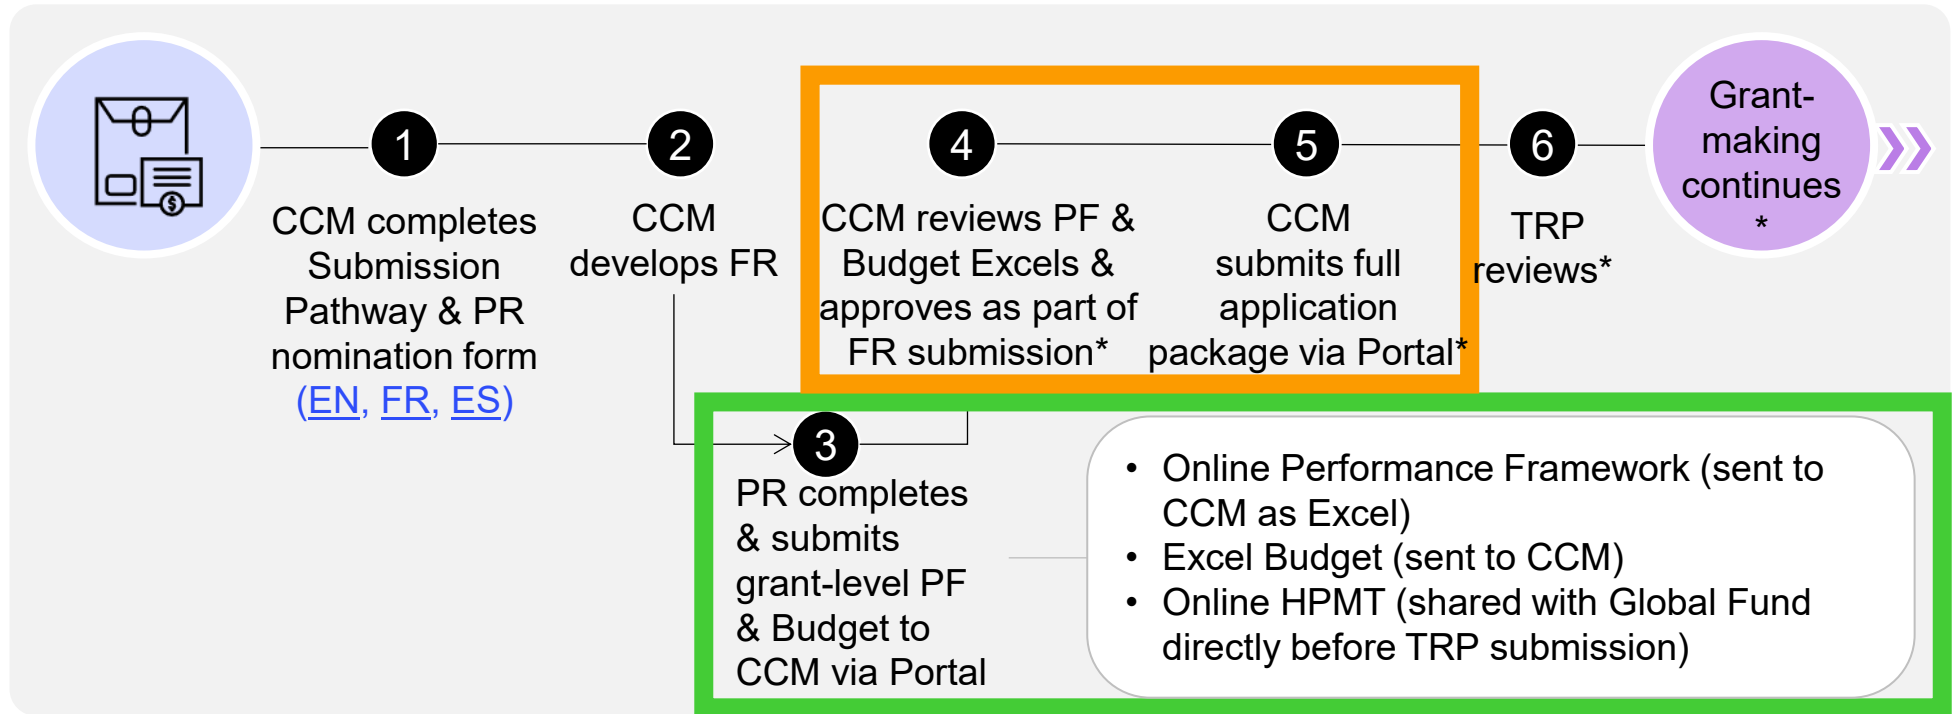 1
CCM completes
Submission
Pathway & PR
nomination form
(EN, FR, ES)
2
CCM
develops FR
3
PR completes
& submits
grant-level PF
& Budget to
CCM via Portal
• Online Performance Framework (sent to
CCM as Excel)
• Excel Budget (sent to CCM)
• Online HPMT (shared with Global Fund
directly before TRP submission)
4
CCM reviews PF &
Budget Excels &
approves as part of
FR submission*
5
CCM
submits full
application
package via Portal*
6
TRP
reviews*
Grant-
making
continues
*